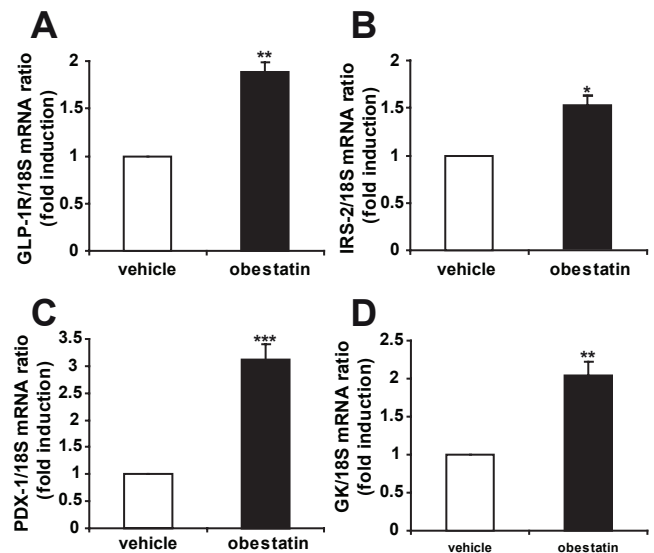 A
GLP-1R/18S mRNA ratio
(fold induction)
2
1.5
1
0.5
0
**
vehicle
obestatin
B
IRS-2/18S mRNA ratio
(fold induction)
2
1.5
1
0.5
0
*
vehicle
obestatin
C
PDX-1/18S mRNA ratio
(fold induction)
3.5
3
2.5
2
1.5
1
0.5
0
***
vehicle
obestatin
D
GK/18S mRNA ratio
(fold induction)
2.5
2
1.5
1
0.5
0
**
vehicle
obestatin